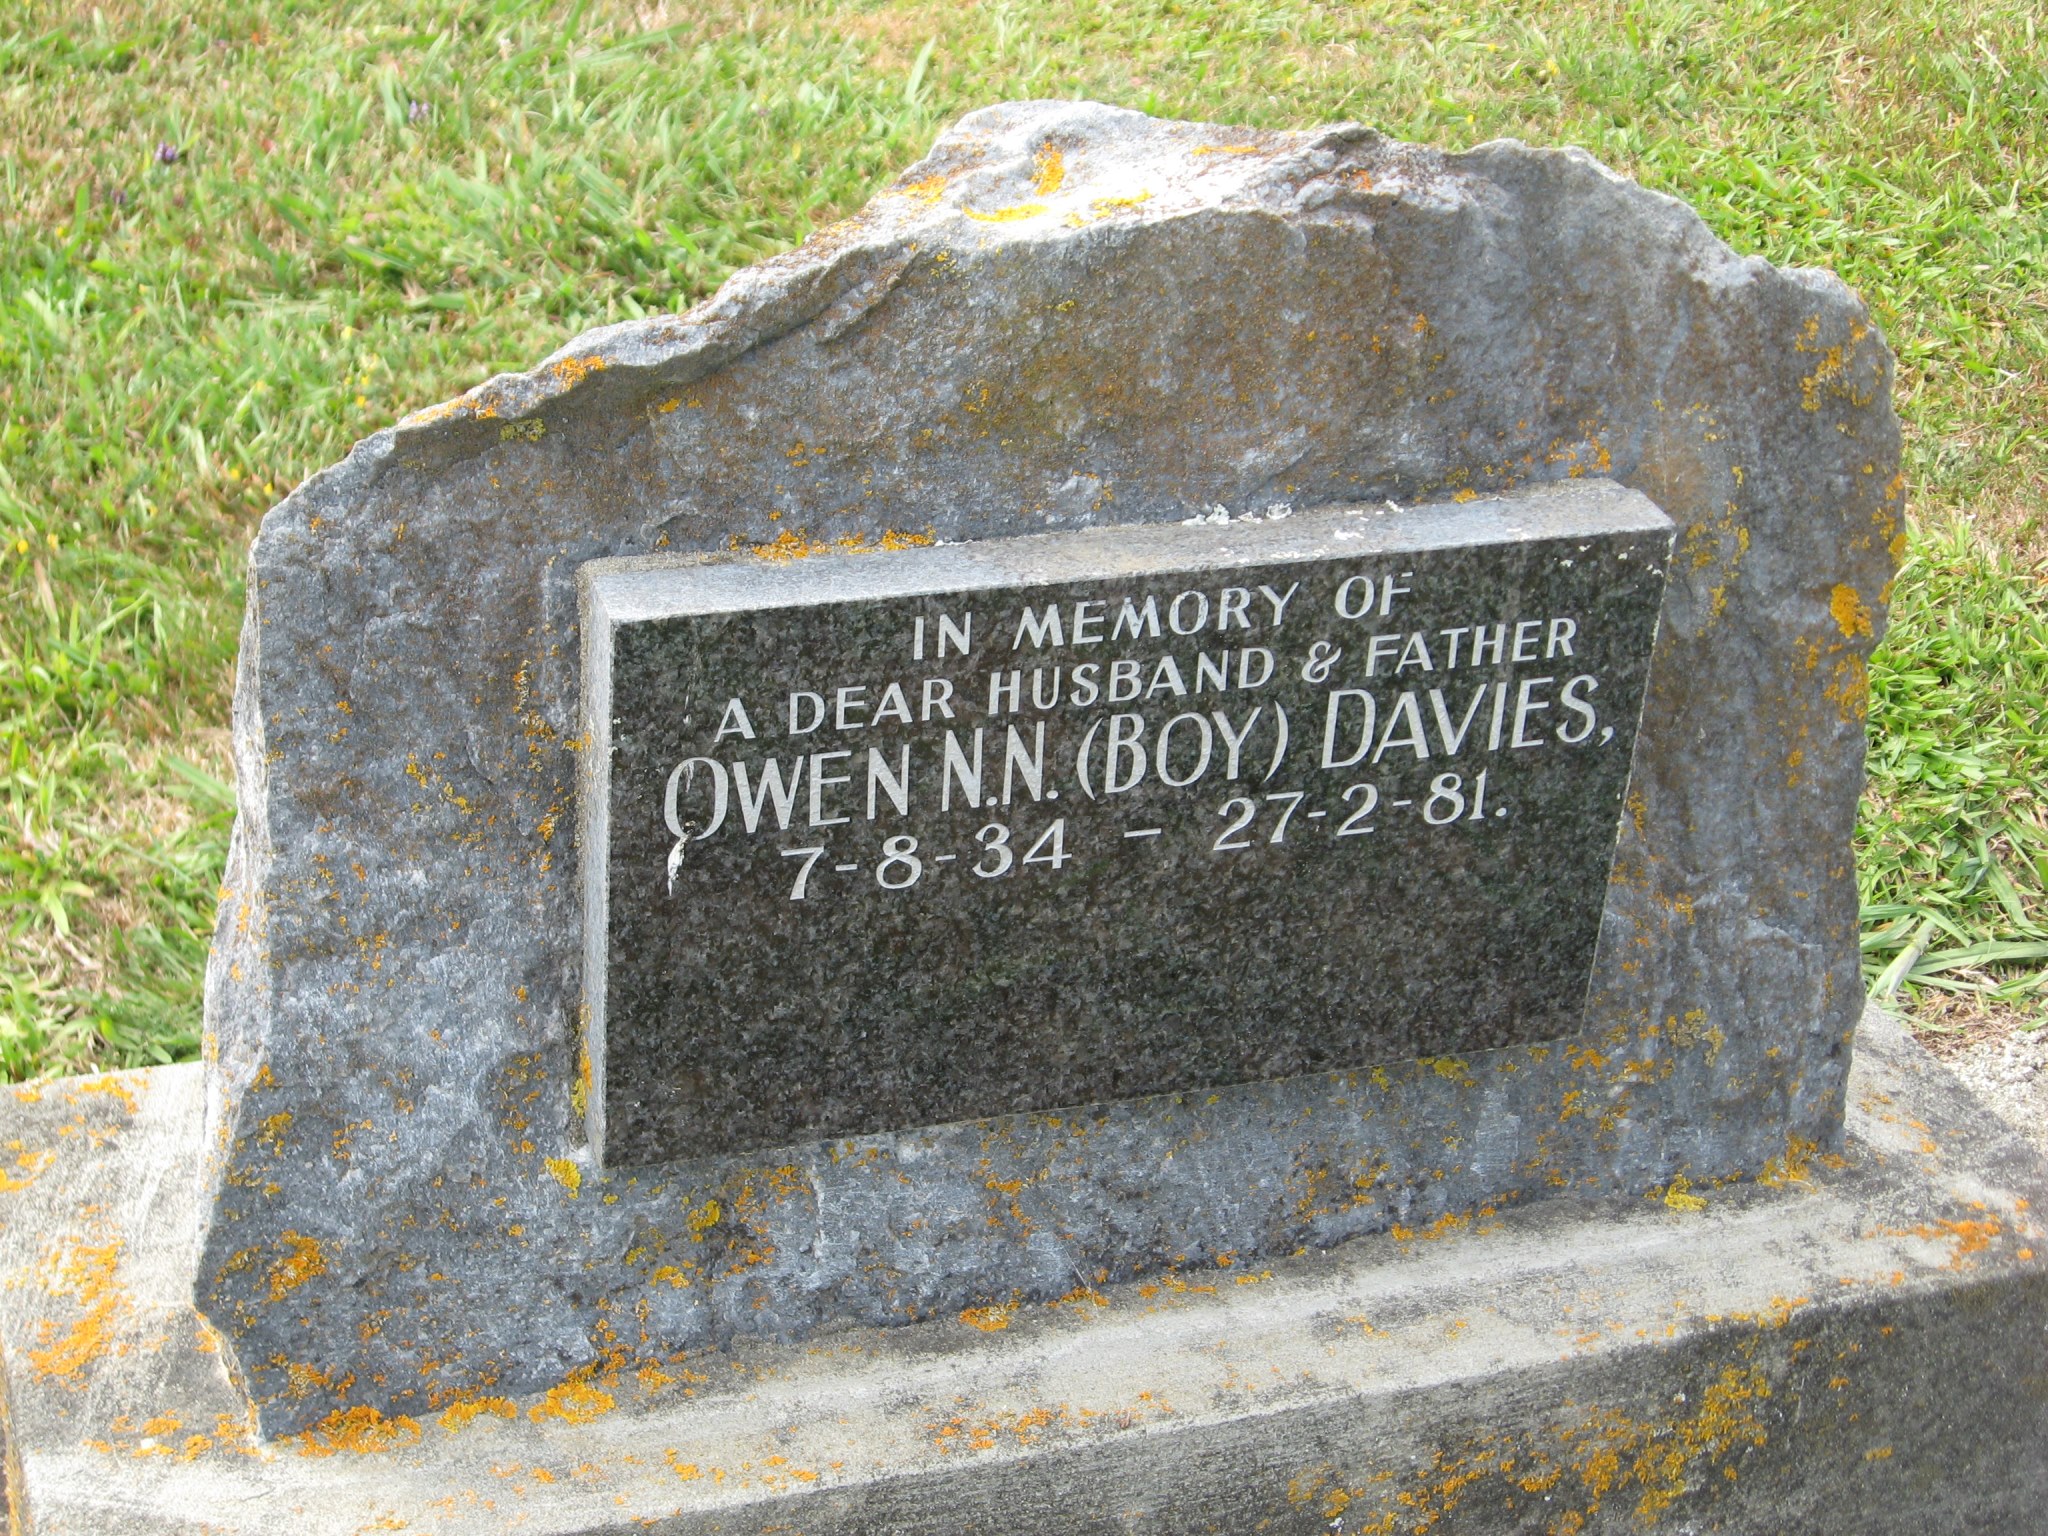 IN MEMORY OF
A DEAR HUSBAND & FATHER
OWEN N.N. (BOY) DAVIES,
7-8-34 – 27-2-81.